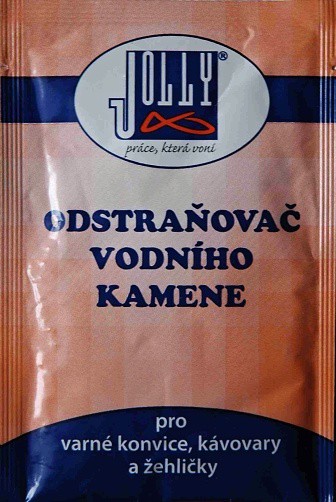 JOLLY®
práce, která voní
ODSTRAŇOVAČ
VODNÍHO
KAMENE
pro
varné konvice, kávovary
a žehličky